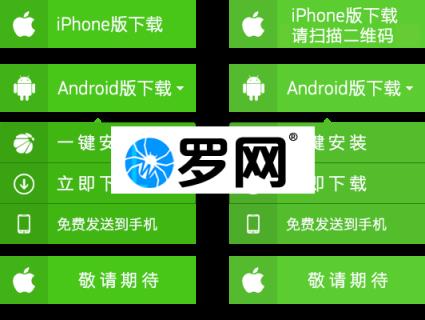 iPhone版下载
iPhone版下载
请扫描二维码
Android版下载
Android版下载
一键安装
键安装
立即下
即下载
罗网®
免费发送到手机
免费发送到手机
敬请期待
敬请期待